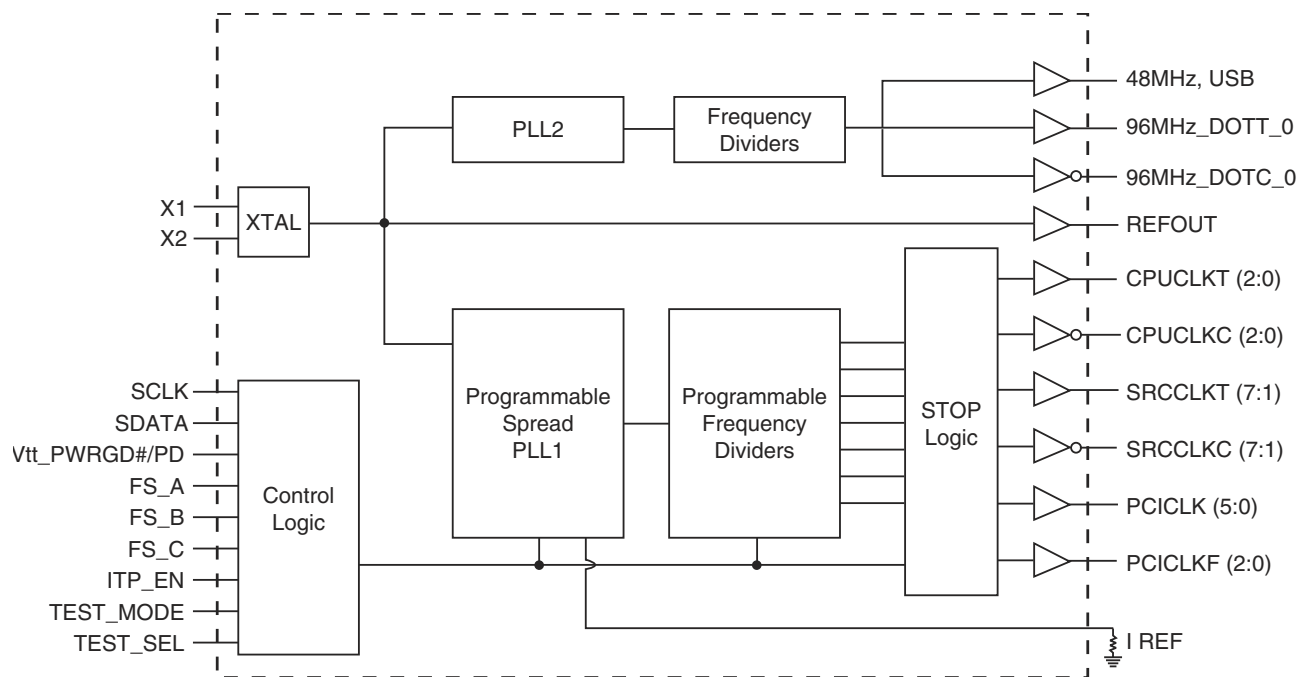 48MHz, USB
PLL2
Frequency
Dividers
96MHz_DOTT_0
96MHz_DOTC_0
X1
X2
XTAL
REFOUT
CPUCLKT (2:0)
CPUCLKC (2:0)
SRCCLKT (7:1)
SRCCLKC (7:1)
PCICLK (5:0)
PCICLKF (2:0)
Programmable
Spread
PLL1
Programmable
Frequency
Dividers
STOP
Logic
SCLK
SDATA
Vtt_PWRGD#/PD
FS_A
FS_B
FS_C
ITP_EN
TEST_MODE
TEST_SEL
Control
Logic
I REF